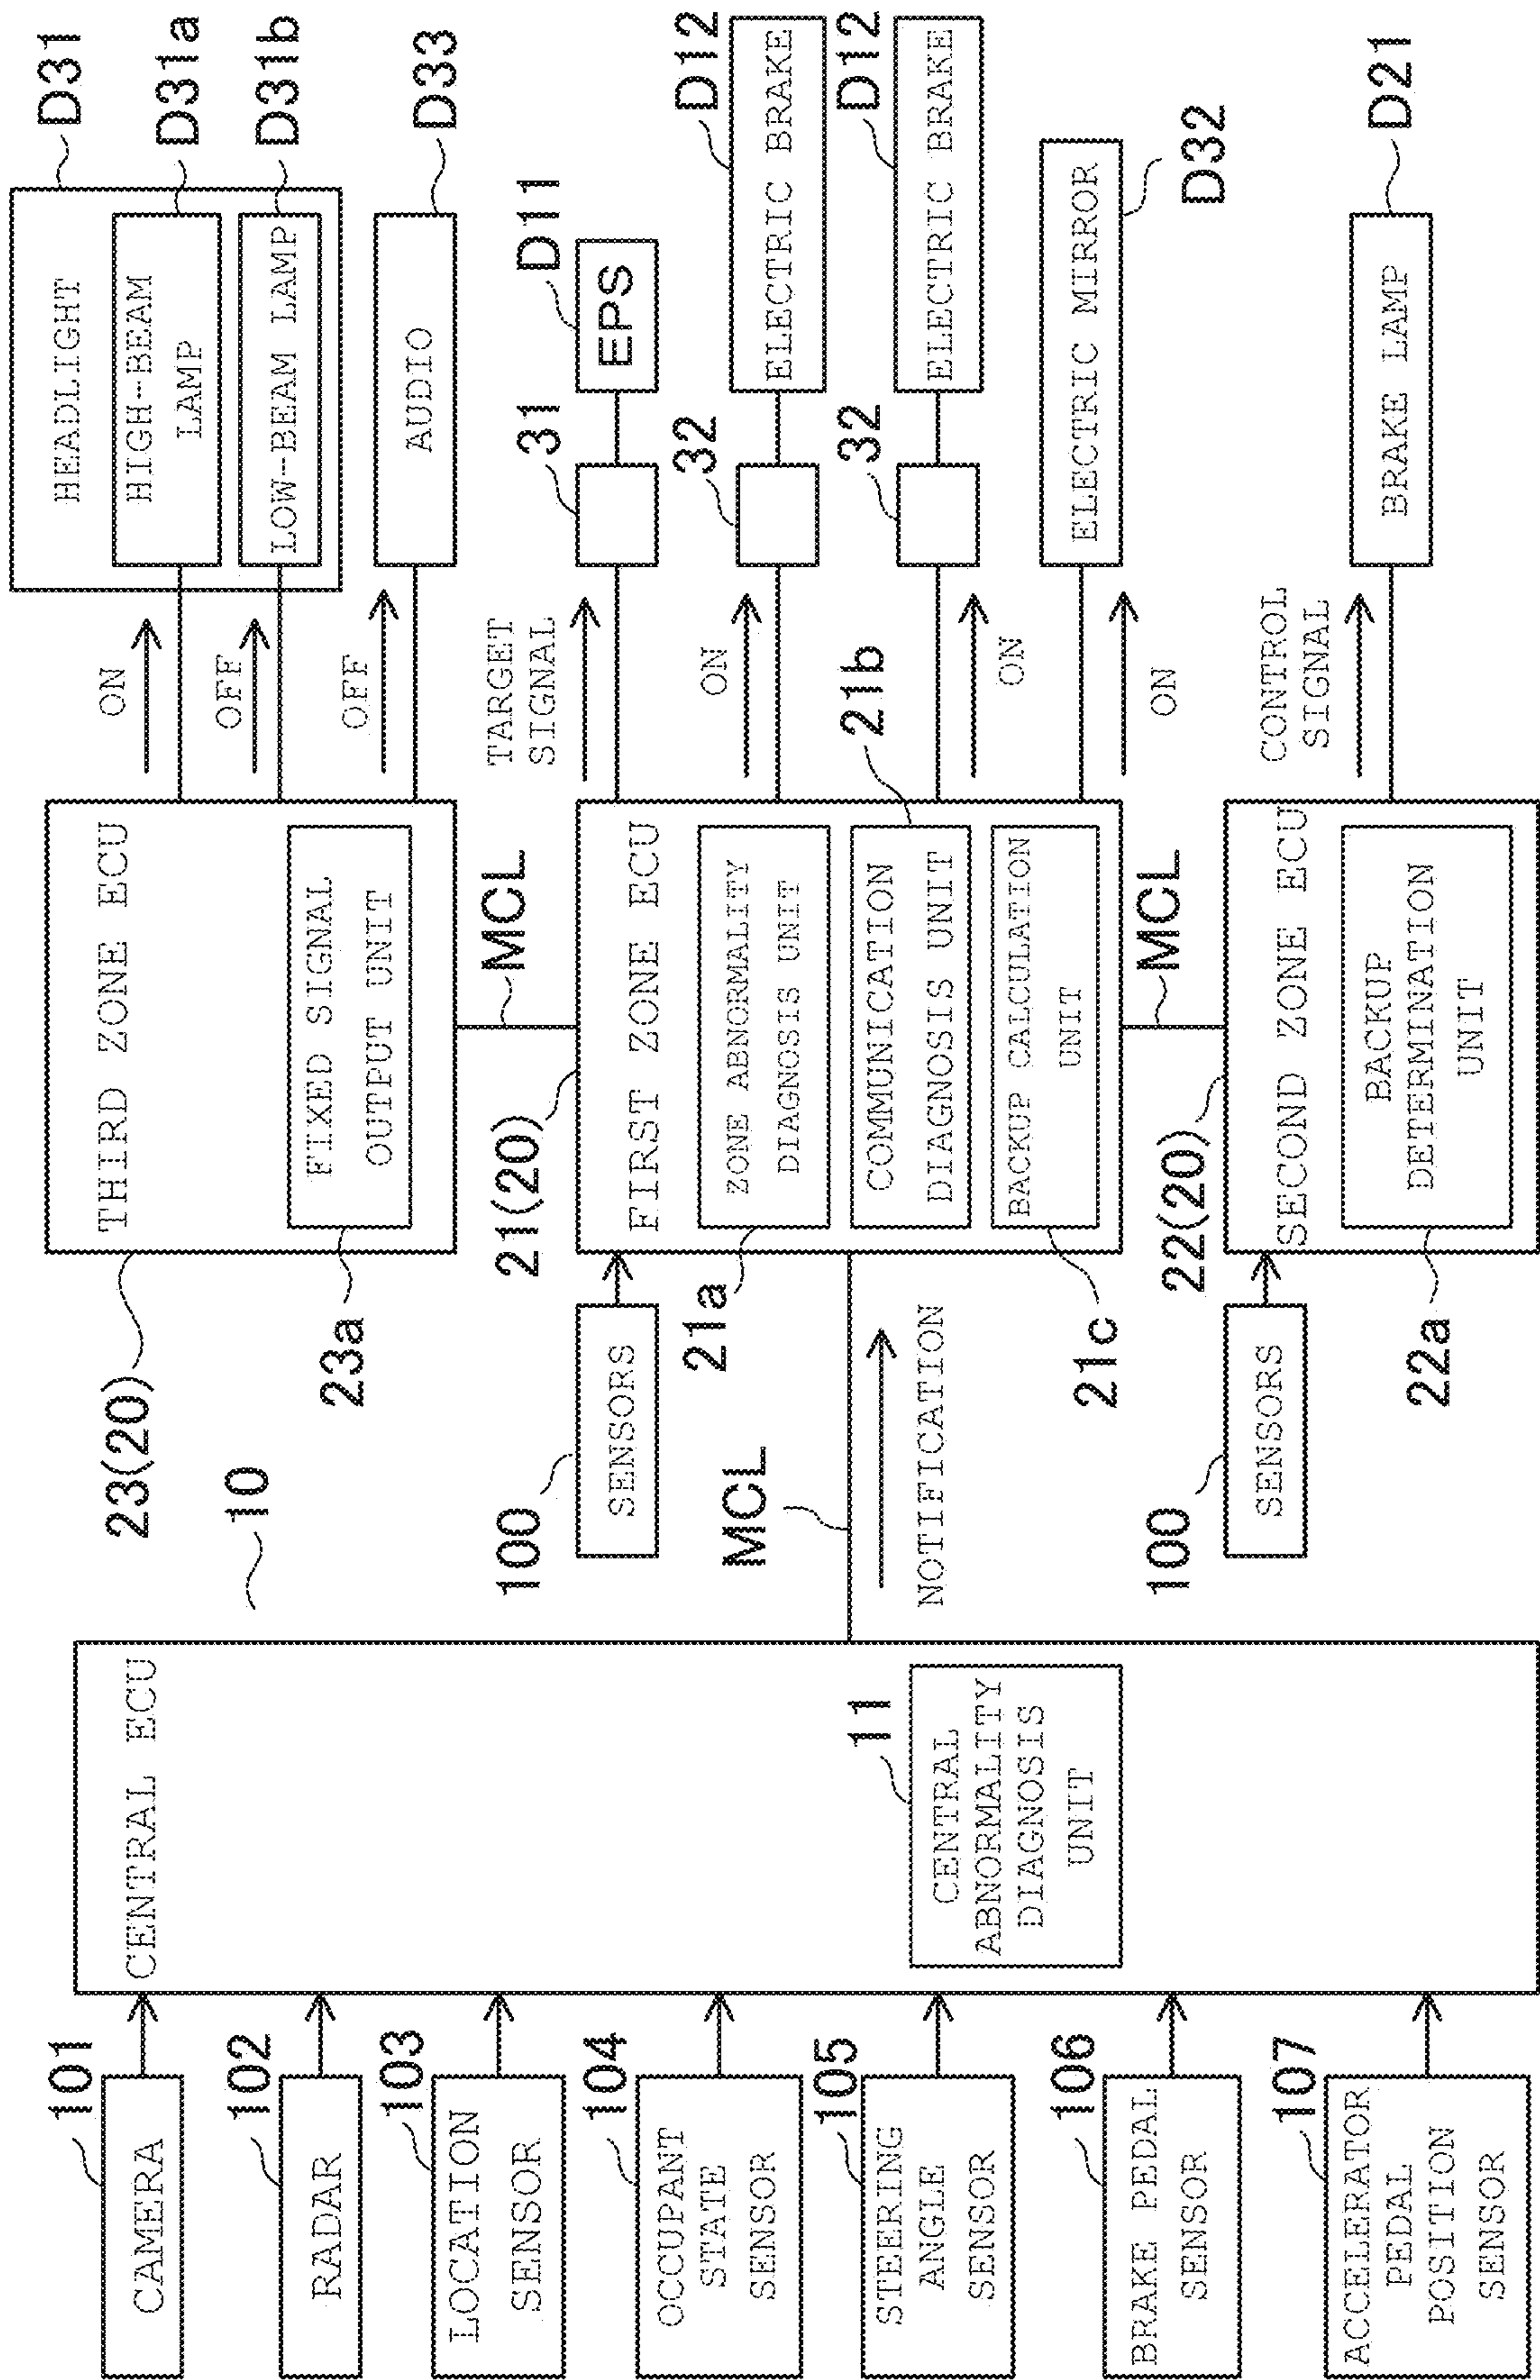 101
CAMERA
102
RADAR
103
LOCATION
SENSOR
104
OCCUPANT
STATE
SENSOR
105
STEERING
ANGLE
SENSOR
106
BRAKE PEDAL
SENSOR
107
ACCELERATOR
PEDAL
POSITION
SENSOR
10
CENTRAL ECU
11
CENTRAL
ABNORMALITY
DIAGNOSIS
UNIT
MCL
NOTIFICATION
23(20)
THIRD ZONE ECU
FIXED SIGNAL
OUTPUT UNIT
23a
MCL
100
SENSORS
21(20)
FIRST ZONE ECU
ZONE ABNORMALITY
DIAGNOSIS UNIT
21a
COMMUNICATION
DIAGNOSIS UNIT
21b
BACKUP CALCULATION
UNIT
21c
MCL
100
SENSORS
22(20)
SECOND ZONE ECU
BACKUP
DETERMINATION
UNIT
22a
ON
OFF
OFF
TARGET
SIGNAL
ON
ON
ON
CONTROL
SIGNAL
D31
HEADLIGHT
HIGH-BEAM
LAMP
D31a
LOW-BEAM LAMP
D31b
AUDIO
D33
31
EPS
D11
32
ELECTRIC BRAKE
D12
32
ELECTRIC BRAKE
D12
ELECTRIC MIRROR
D32
BRAKE LAMP
D21